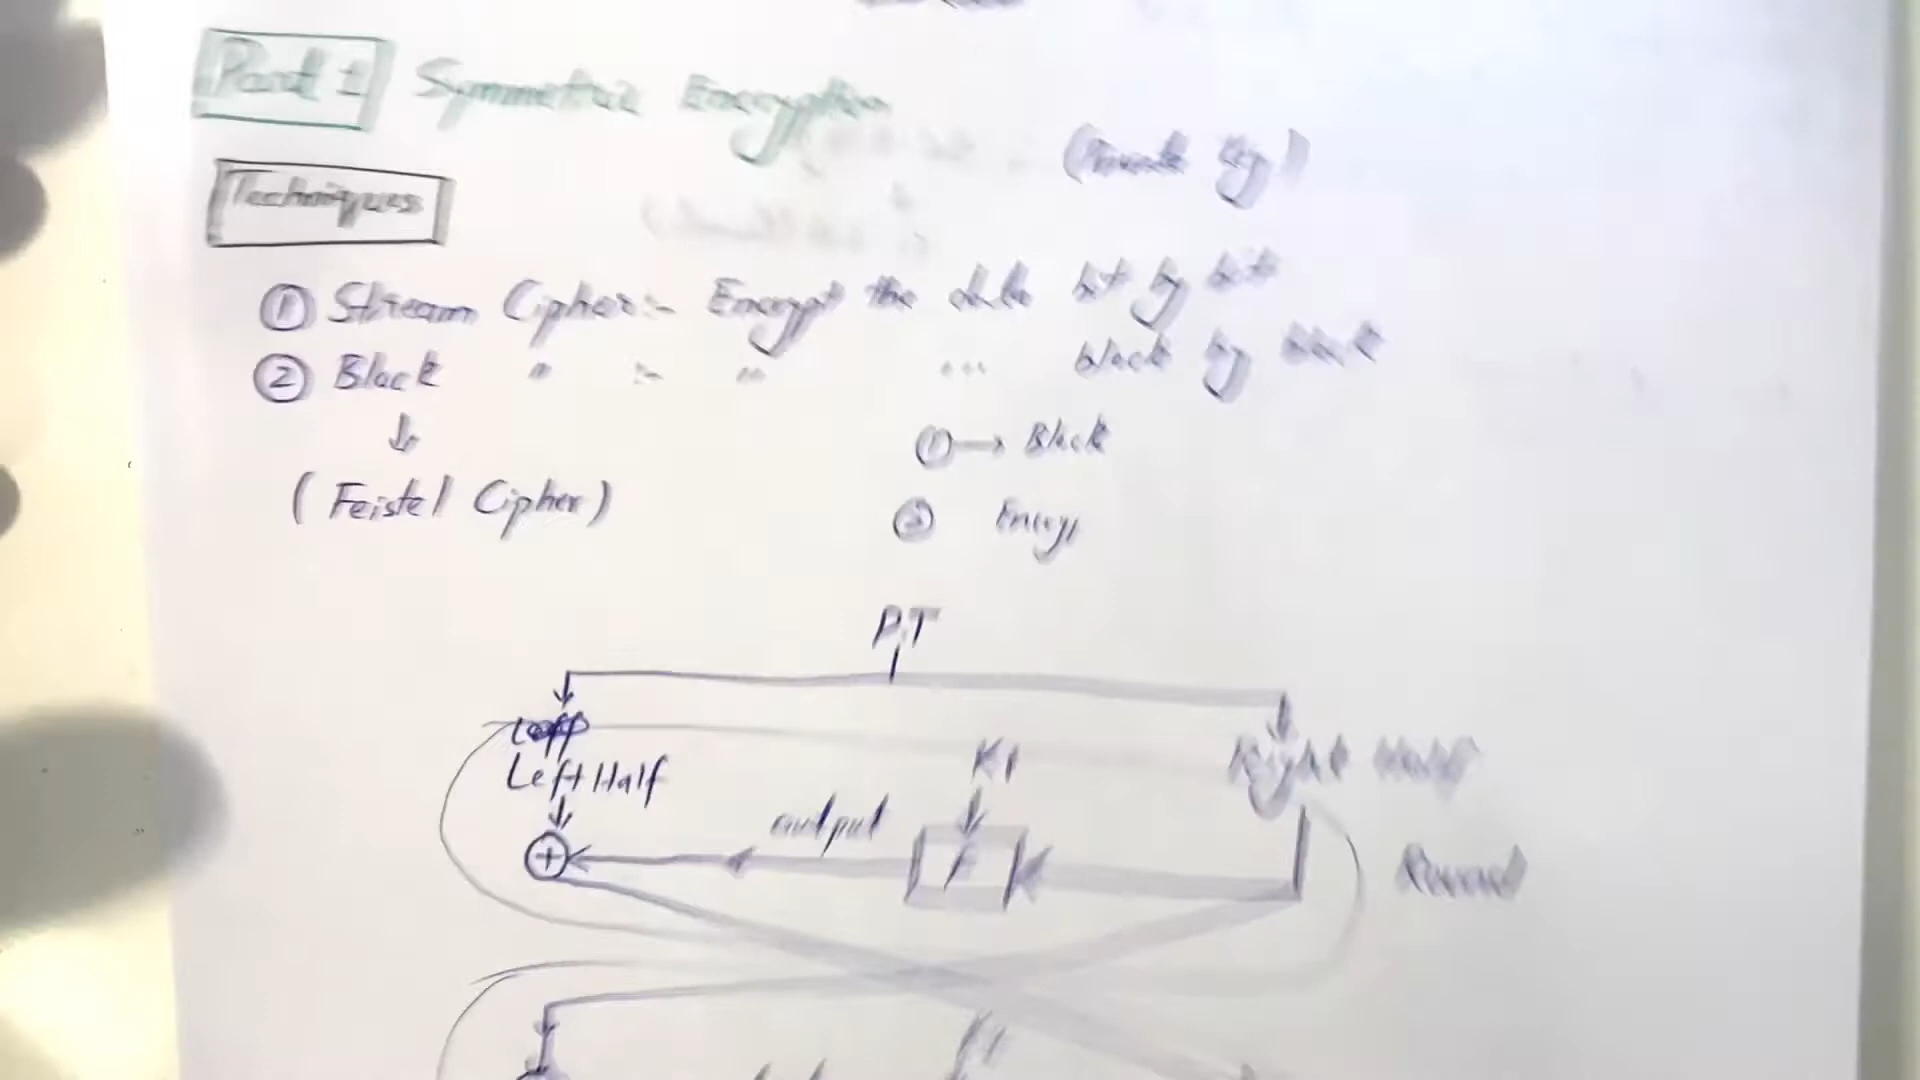 Part 1 Symmetric Encryption
(Private key)
Techniques
① Stream Cipher :- Encrypt the data bit by bit
② Block " :- " " " block by block
↓
(Feistel Cipher)
① → Block
② Encryp
P.T
Left Half
Right Half
K1
output
f
+
Round